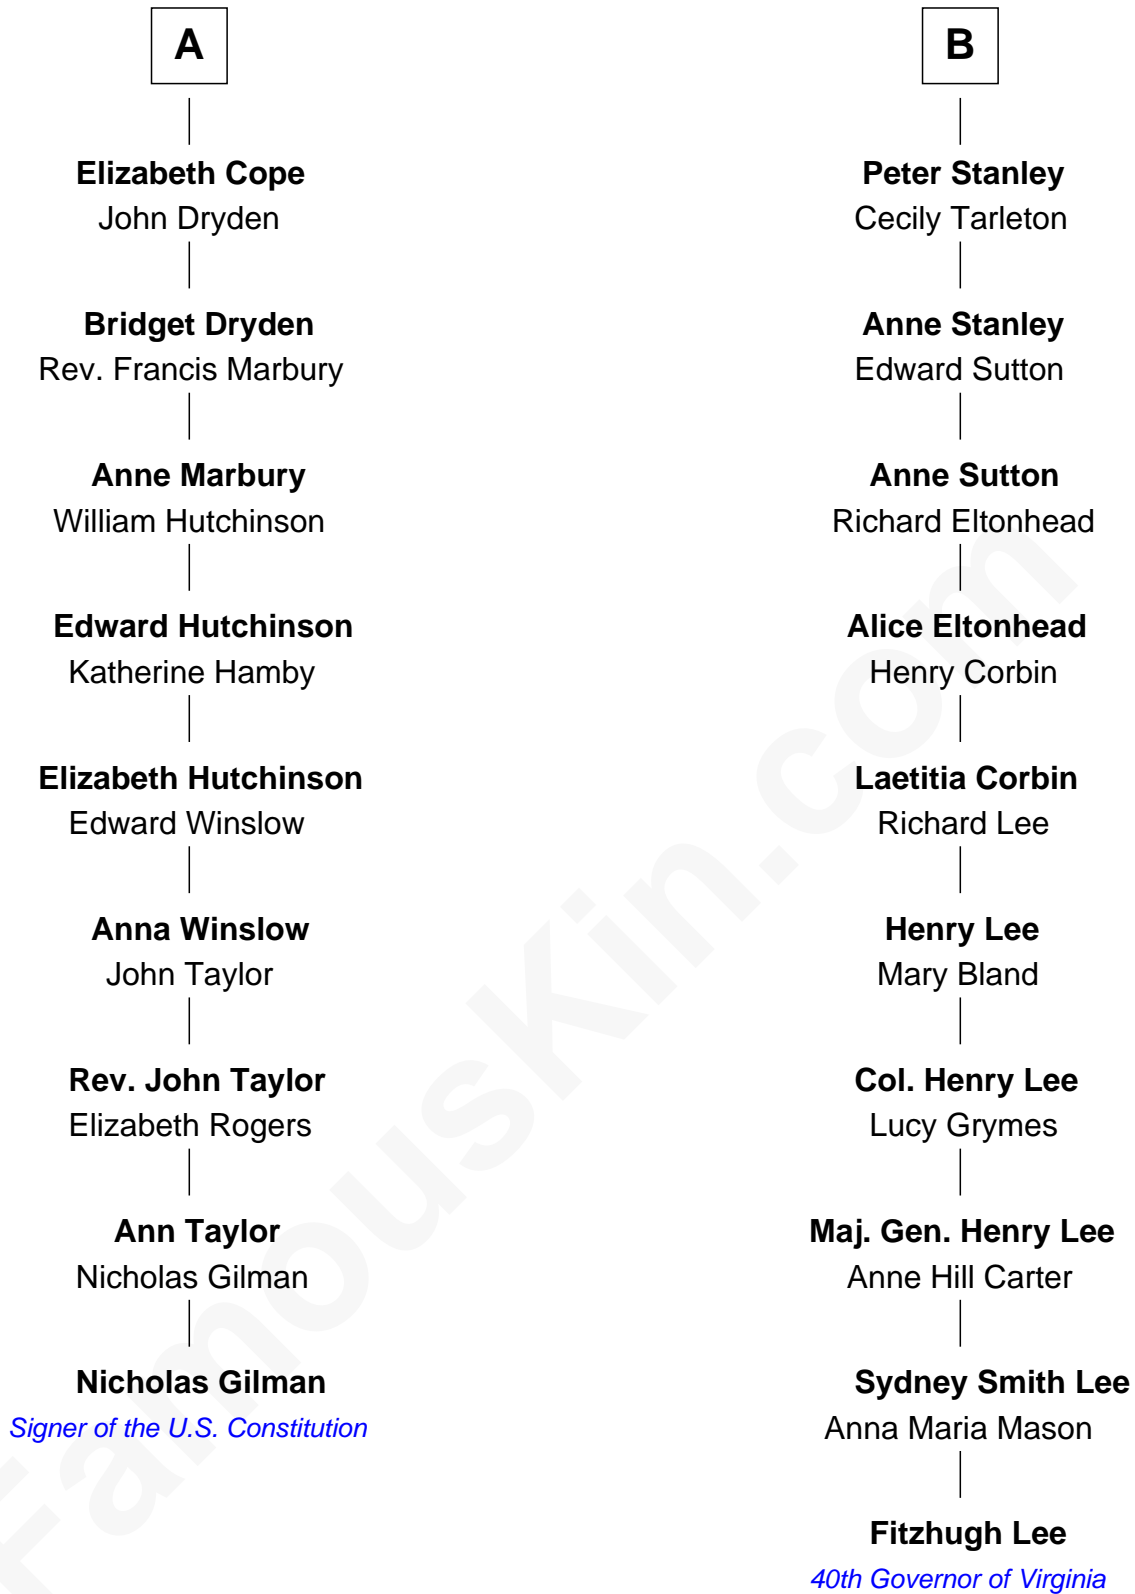 A
Elizabeth Cope
John Dryden
Bridget Dryden
Rev. Francis Marbury
Anne Marbury
William Hutchinson
Edward Hutchinson
Katherine Hamby
Elizabeth Hutchinson
Edward Winslow
Anna Winslow
John Taylor
Rev. John Taylor
Elizabeth Rogers
Ann Taylor
Nicholas Gilman
Nicholas Gilman
Signer of the U.S. Constitution
B
Peter Stanley
Cecily Tarleton
Anne Stanley
Edward Sutton
Anne Sutton
Richard Eltonhead
Alice Eltonhead
Henry Corbin
Laetitia Corbin
Richard Lee
Henry Lee
Mary Bland
Col. Henry Lee
Lucy Grymes
Maj. Gen. Henry Lee
Anne Hill Carter
Sydney Smith Lee
Anna Maria Mason
Fitzhugh Lee
40th Governor of Virginia
FamousKin.com